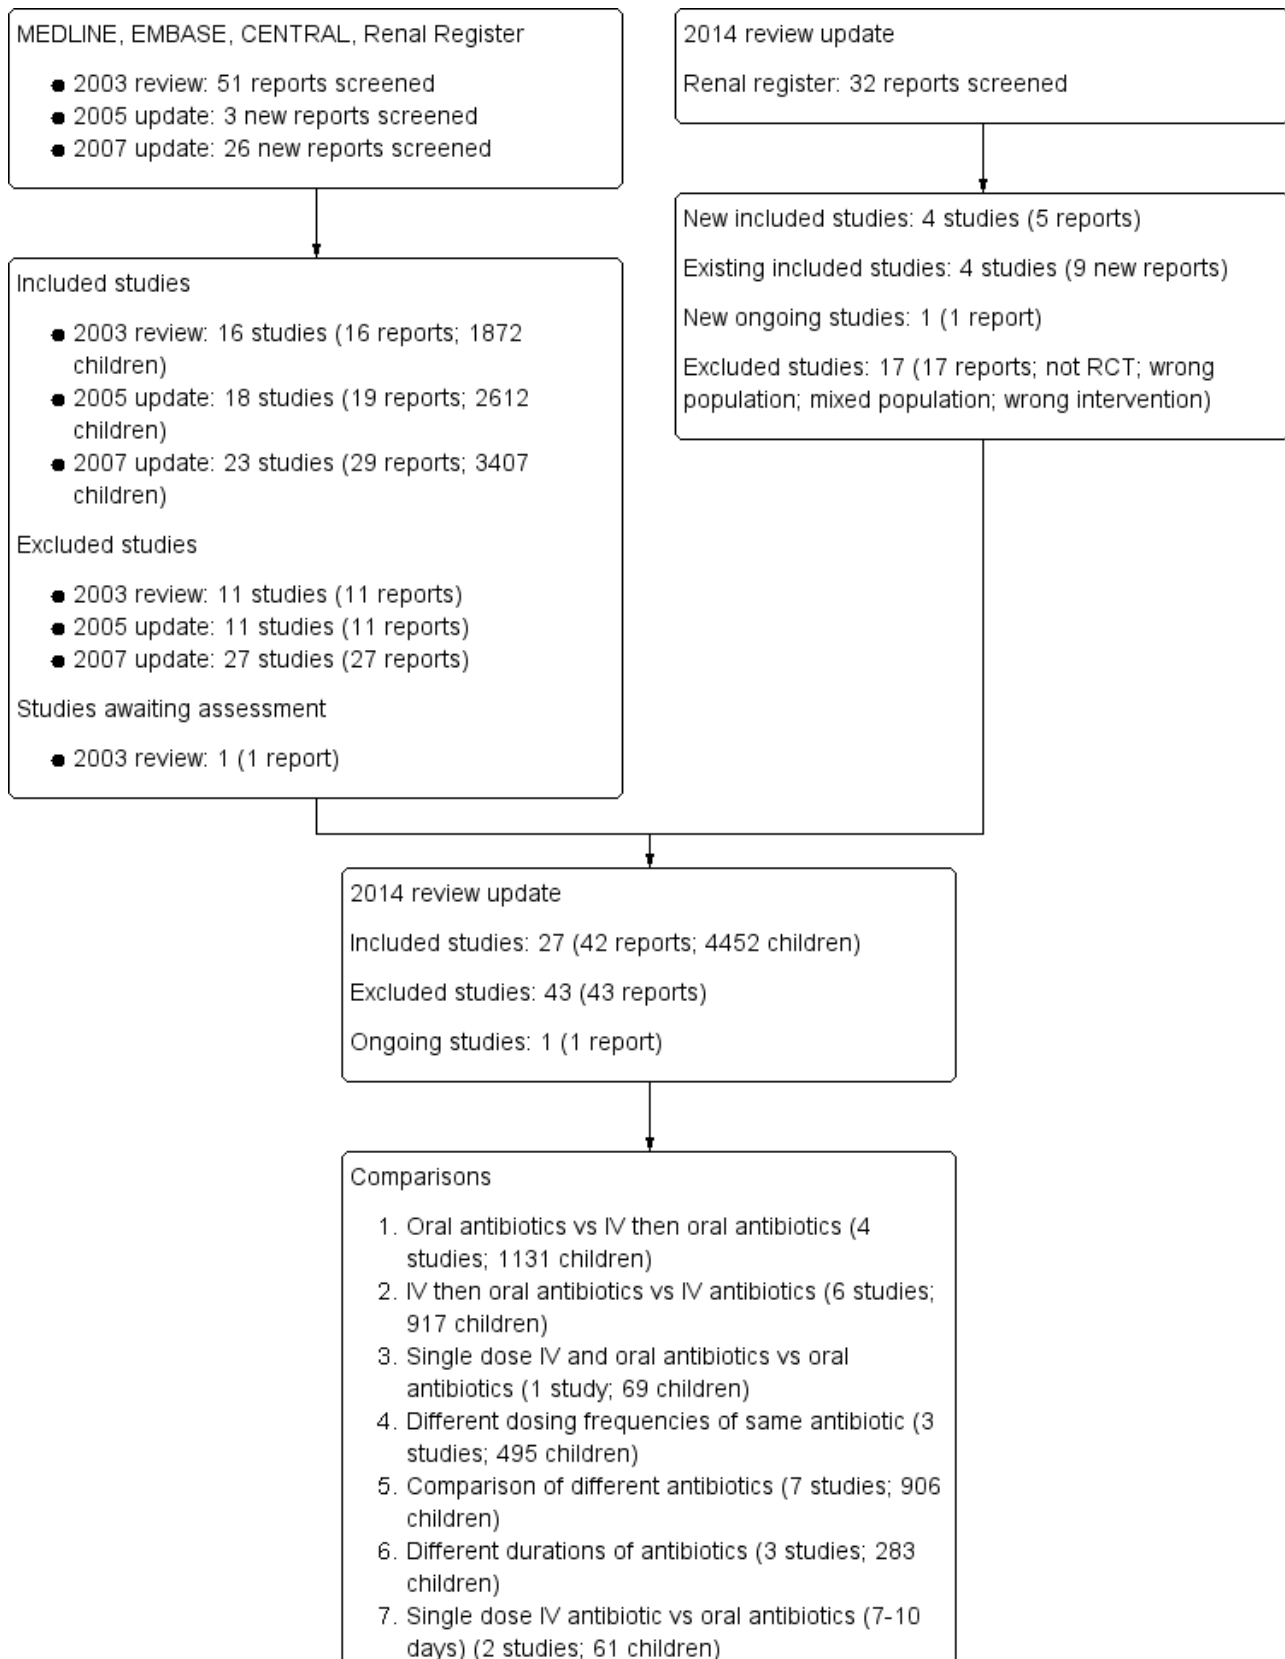 MEDLINE, EMBASE, CENTRAL, Renal Register
● 2003 review: 51 reports screened
● 2005 update: 3 new reports screened
● 2007 update: 26 new reports screened
2014 review update
Renal register: 32 reports screened
Included studies
● 2003 review: 16 studies (16 reports; 1872
children)
● 2005 update: 18 studies (19 reports; 2612
children)
● 2007 update: 23 studies (29 reports; 3407
children)
Excluded studies
● 2003 review: 11 studies (11 reports)
● 2005 update: 11 studies (11 reports)
● 2007 update: 27 studies (27 reports)
Studies awaiting assessment
● 2003 review: 1 (1 report)
New included studies: 4 studies (5 reports)
Existing included studies: 4 studies (9 new reports)
New ongoing studies: 1 (1 report)
Excluded studies: 17 (17 reports; not RCT; wrong
population; mixed population; wrong intervention)
2014 review update
Included studies: 27 (42 reports; 4452 children)
Excluded studies: 43 (43 reports)
Ongoing studies: 1 (1 report)
Comparisons
1. Oral antibiotics vs IV then oral antibiotics (4
studies; 1131 children)
2. IV then oral antibiotics vs IV antibiotics (6 studies;
917 children)
3. Single dose IV and oral antibiotics vs oral
antibiotics (1 study; 69 children)
4. Different dosing frequencies of same antibiotic (3
studies; 495 children)
5. Comparison of different antibiotics (7 studies; 906
children)
6. Different durations of antibiotics (3 studies; 283
children)
7. Single dose IV antibiotic vs oral antibiotics (7-10
days) (2 studies; 61 children)